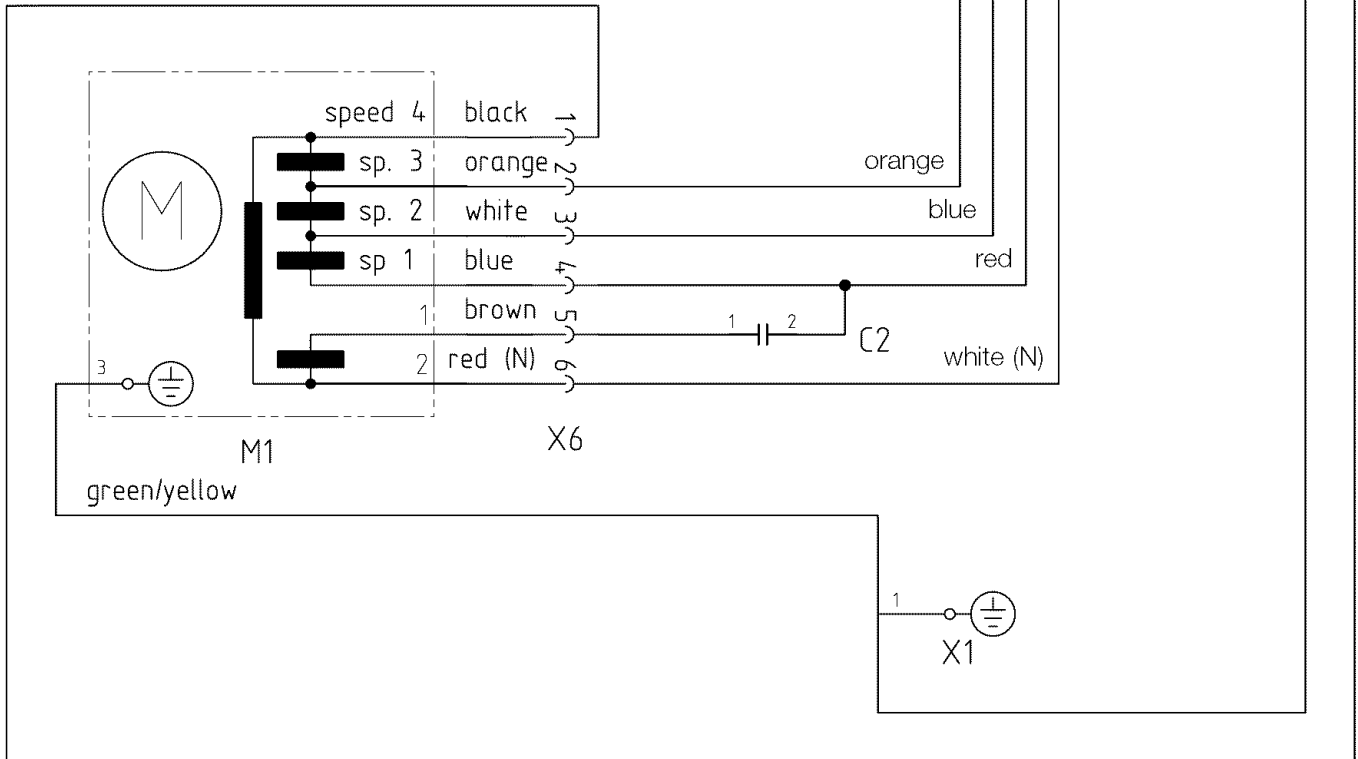 speed 4 black 1
sp. 3 orange 2 orange
sp. 2 white 3 blue
sp 1 blue 4 red
1 brown 5 1 2 C2
2 red (N) 6 white (N)
3
M
M1 X6
green/yellow
1
X1